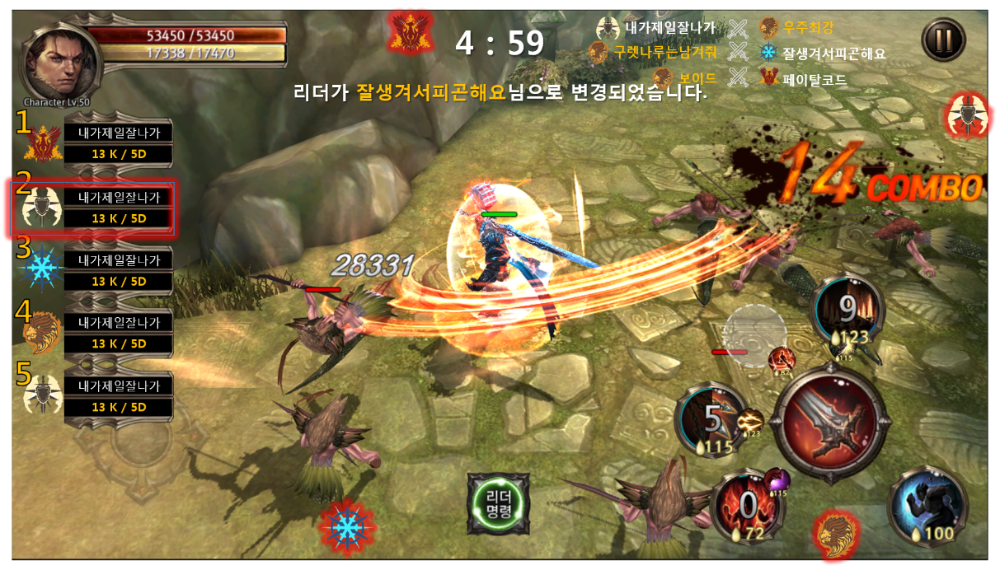 53450 /53450
17338 /17470
Character Lv,50
4 : 59
내가제일잘나가 우주최강
구렛나루는남겨줘 잘생겨서피곤해요
보이드 페이탈코드
리더가 잘생겨서피곤해요님으로 변경되었습니다.
1
내가제일잘나가
13 K / 5D
2
내가제일잘나가
13 K / 5D
3
내가제일잘나가
13 K / 5D
4
내가제일잘나가
13 K / 5D
5
내가제일잘나가
13 K / 5D
14 COMBO
28331
9
123
115
82
5
123
115
리더
명령
0
115
72
100